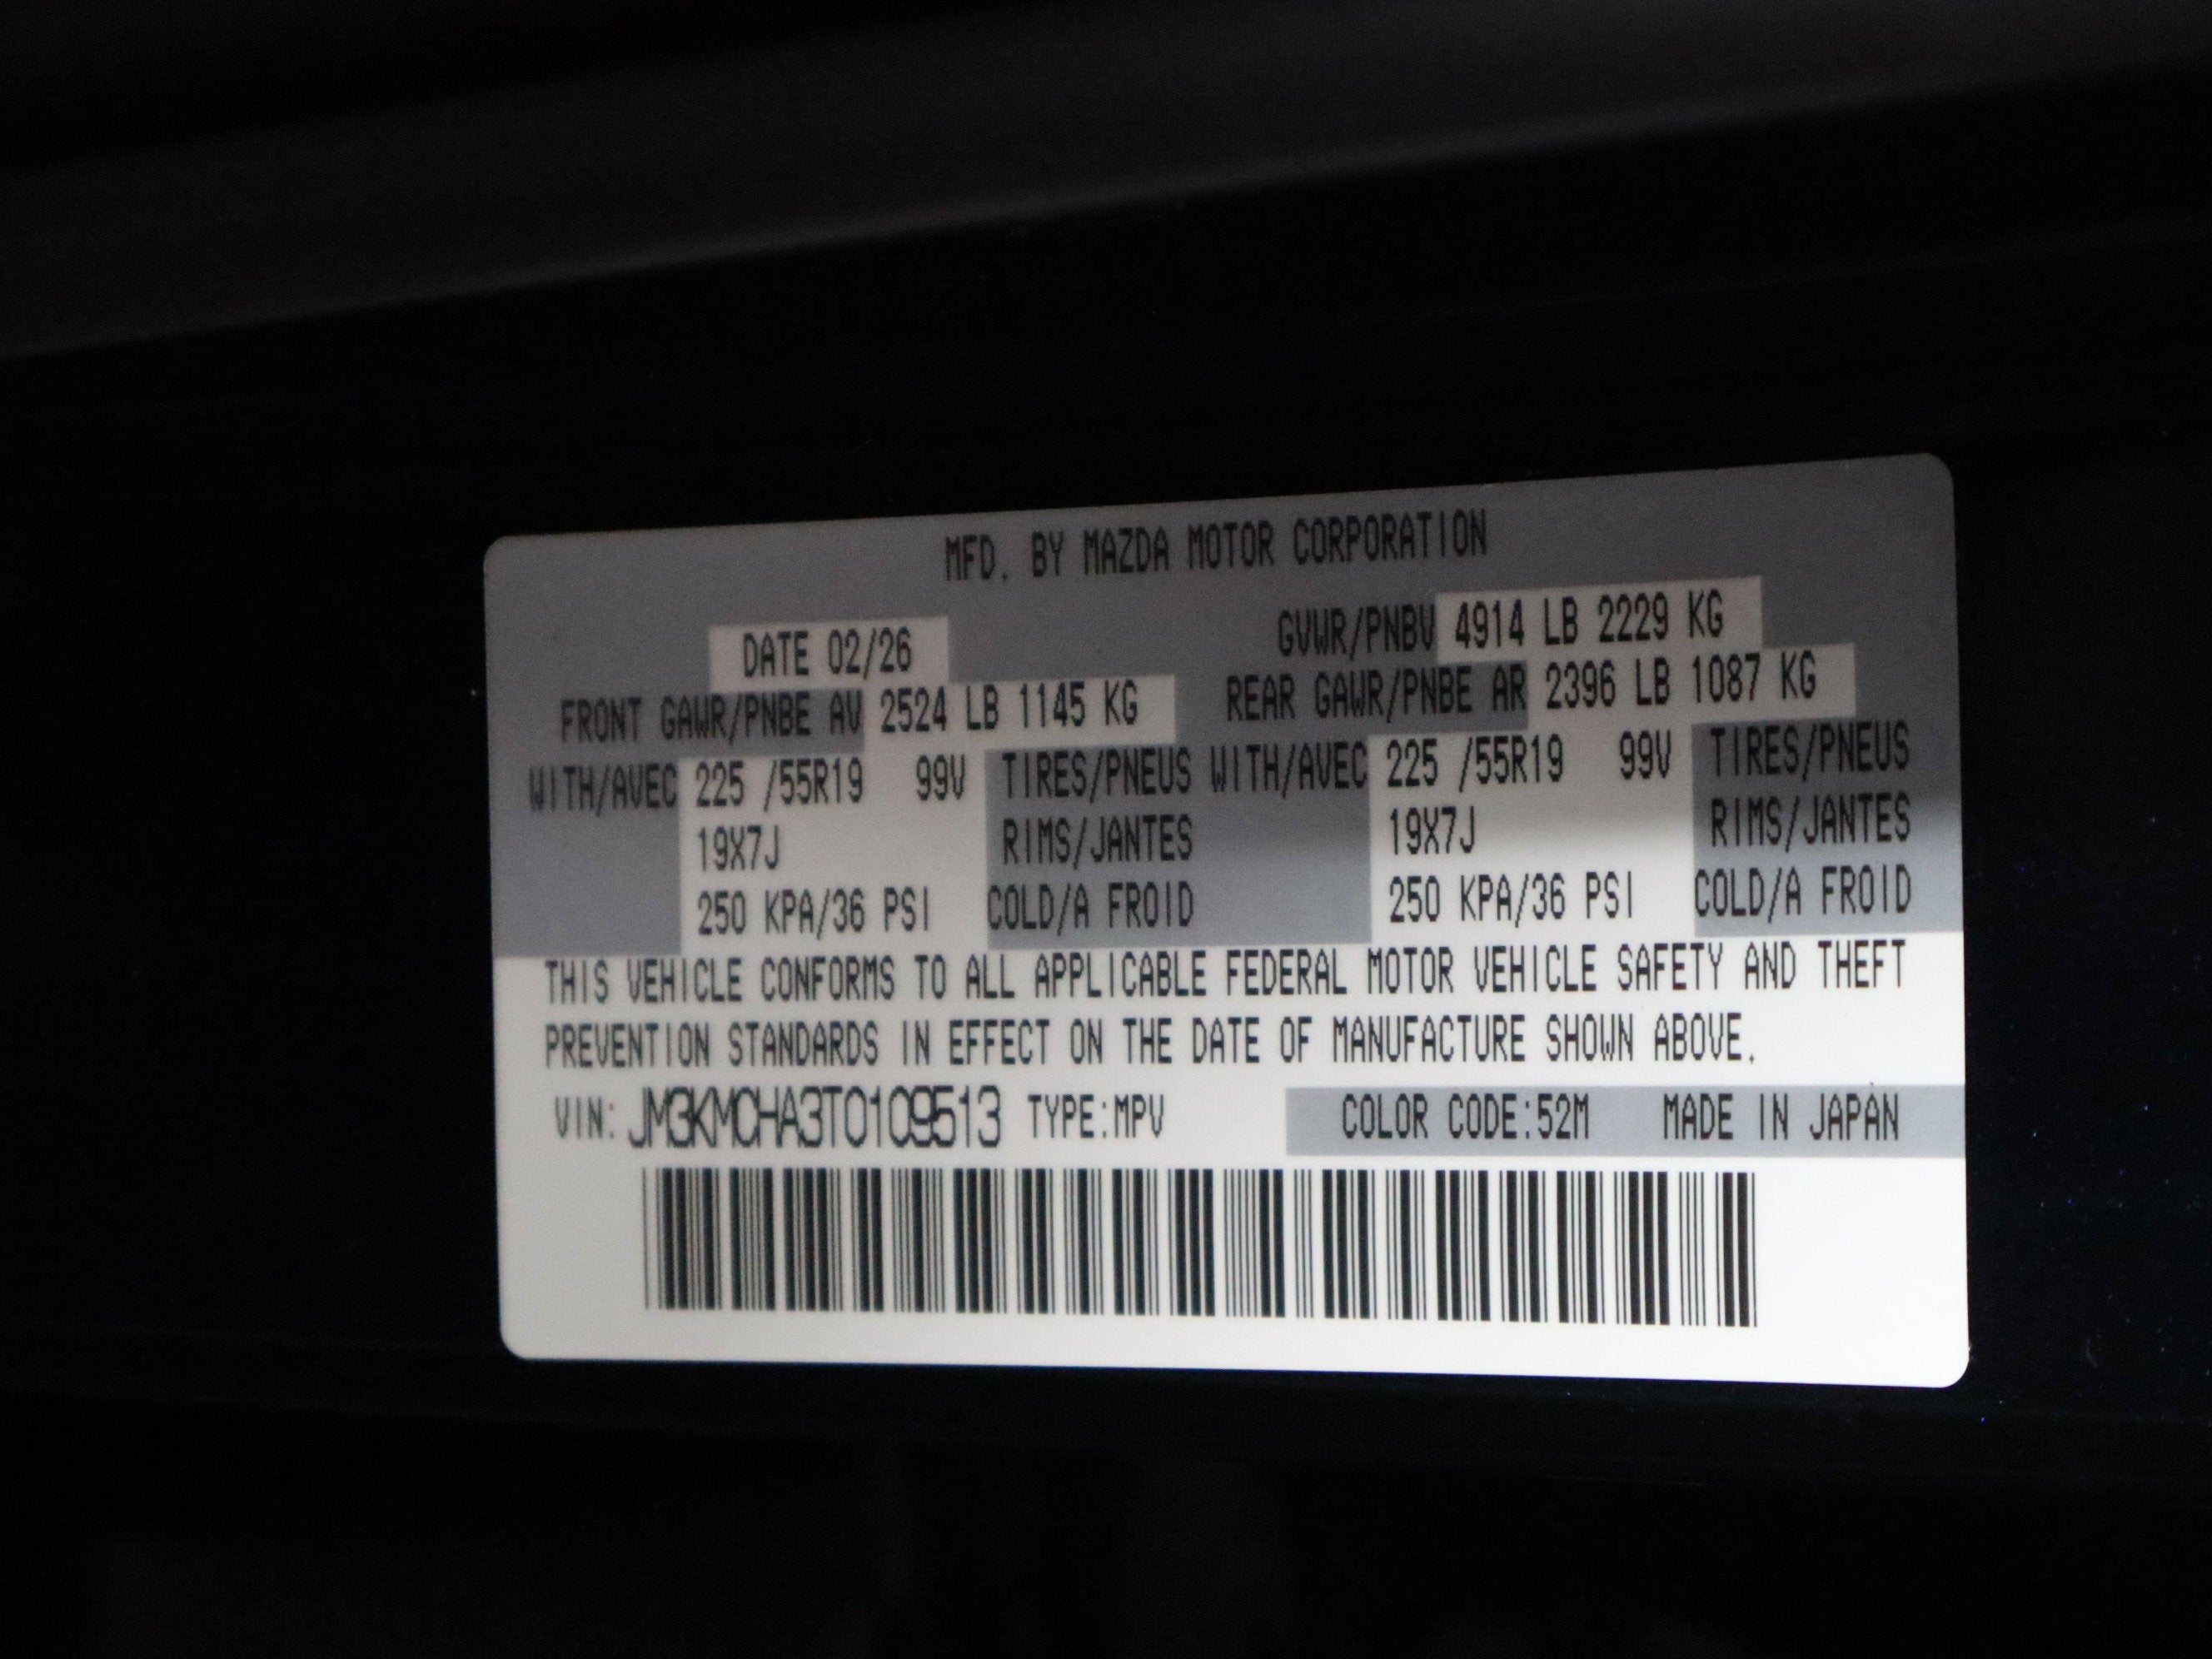 MFD. BY MAZDA MOTOR CORPORATION
DATE 02/26 GVWR/PNBV 4914 LB 2229 KG
FRONT GAWR/PNBE AV 2524 LB 1145 KG REAR GAWR/PNBE AR 2396 LB 1087 KG
WITH/AVEC 225 /55R19 99V TIRES/PNEUS WITH/AVEC 225 /55R19 99V TIRES/PNEUS
19X7J RIMS/JANTES 19X7J RIMS/JANTES
250 KPA/36 PSI COLD/A FROID 250 KPA/36 PSI COLD/A FROID
THIS VEHICLE CONFORMS TO ALL APPLICABLE FEDERAL MOTOR VEHICLE SAFETY AND THEFT
PREVENTION STANDARDS IN EFFECT ON THE DATE OF MANUFACTURE SHOWN ABOVE.
VIN: JM3KMCHA3T0109513 TYPE:MPV COLOR CODE:52M MADE IN JAPAN